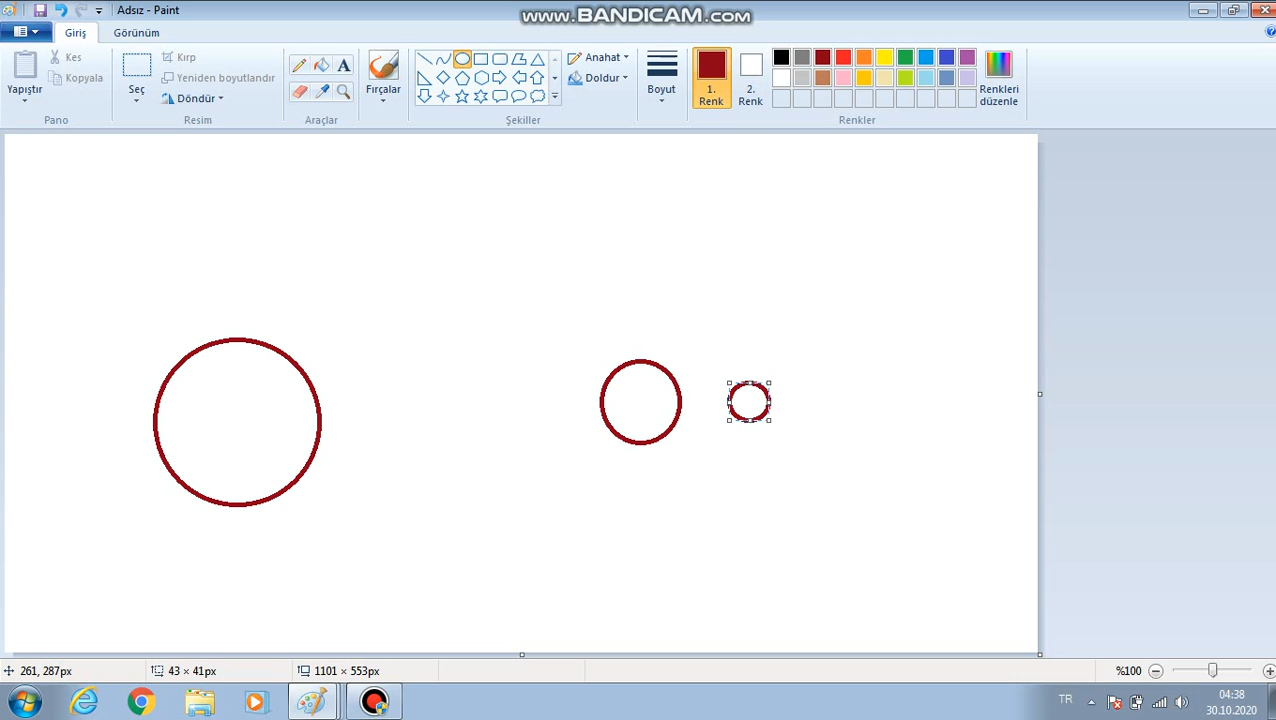 Adsız - Paint
www.BANDICAM.com
Giriş
Görünüm
Yapıştır
Kes
Kopyala
Pano
Seç
Kırp
Yeniden boyutlandır
Döndür
Resim
A
Araçlar
Fırçalar
Anahat
Doldur
Şekiller
Boyut
1.
Renk
2.
Renk
Renkleri
düzenle
Renkler
261, 287px
43 × 41px
1101 × 553px
%100
TR
04:38
30.10.2020